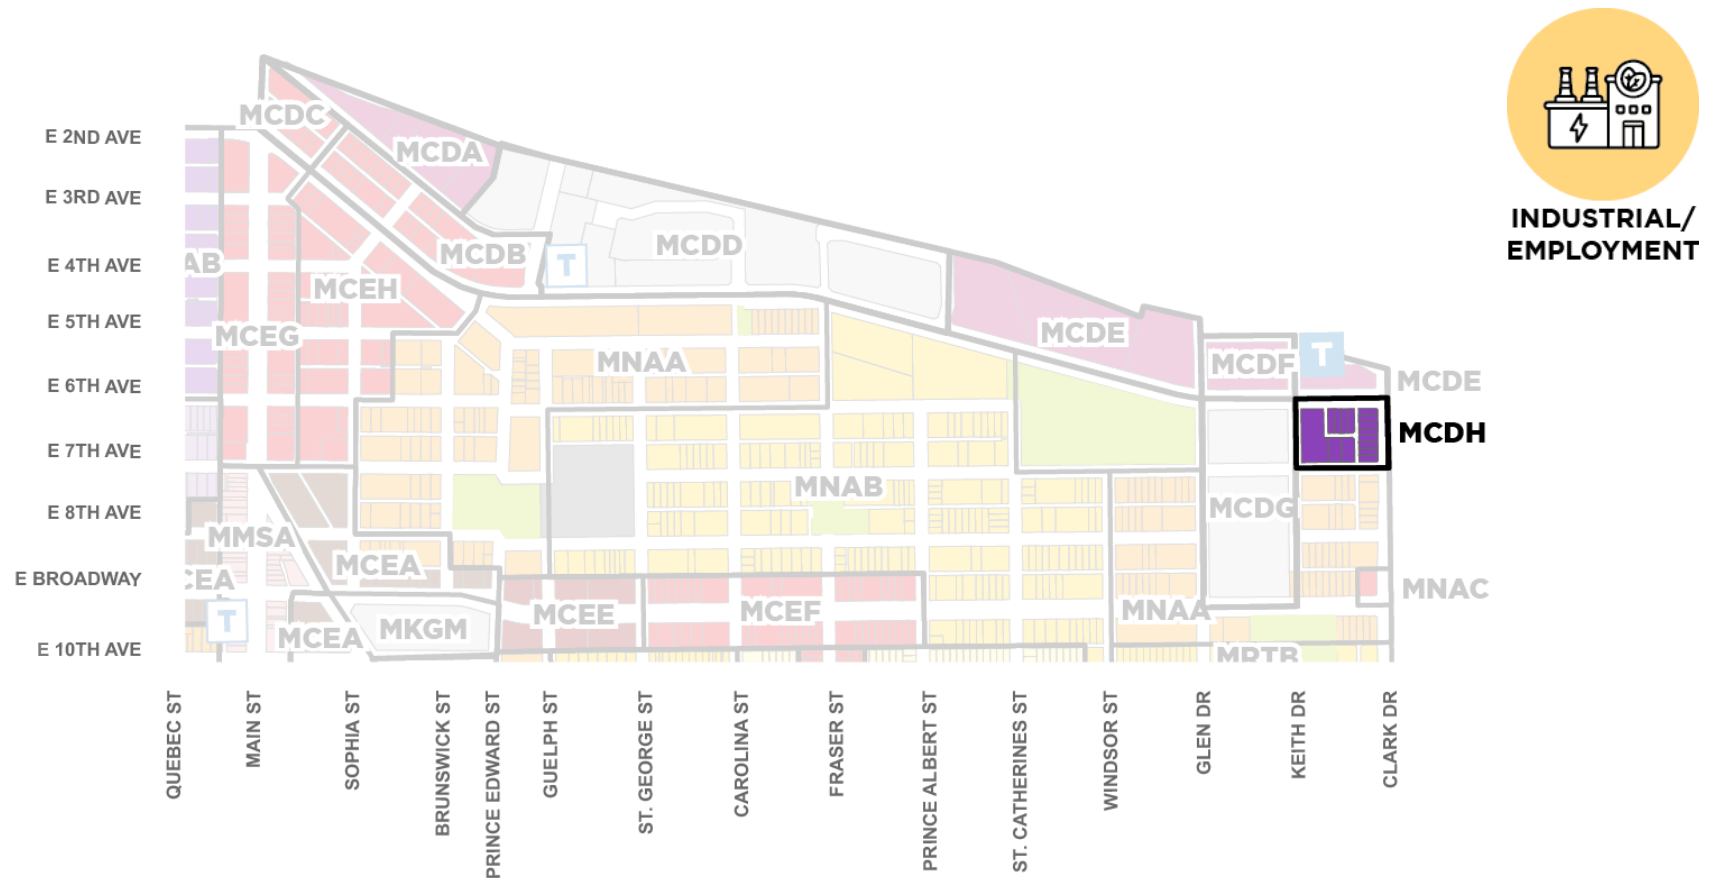 INDUSTRIAL/
EMPLOYMENT
MCDC
E 2ND AVE
MCDA
E 3RD AVE
MCDD
MCDB
T
E 4TH AVE
AB
MCEH
E 5TH AVE
MCEG
MCDE
T
MNAA
MCDF
E 6TH AVE
MCDE
MCDH
E 7TH AVE
MNAB
E 8TH AVE
MCDG
MMSA
MCEA
E BROADWAY
CEA
MNAC
T
MCEE
MCEF
MNAA
MKGM
MCEA
E 10TH AVE
MRTB
QUEBEC ST
MAIN ST
SOPHIA ST
BRUNSWICK ST
PRINCE EDWARD ST
GUELPH ST
ST. GEORGE ST
CAROLINA ST
FRASER ST
PRINCE ALBERT ST
ST. CATHERINES ST
WINDSOR ST
GLEN DR
KEITH DR
CLARK DR